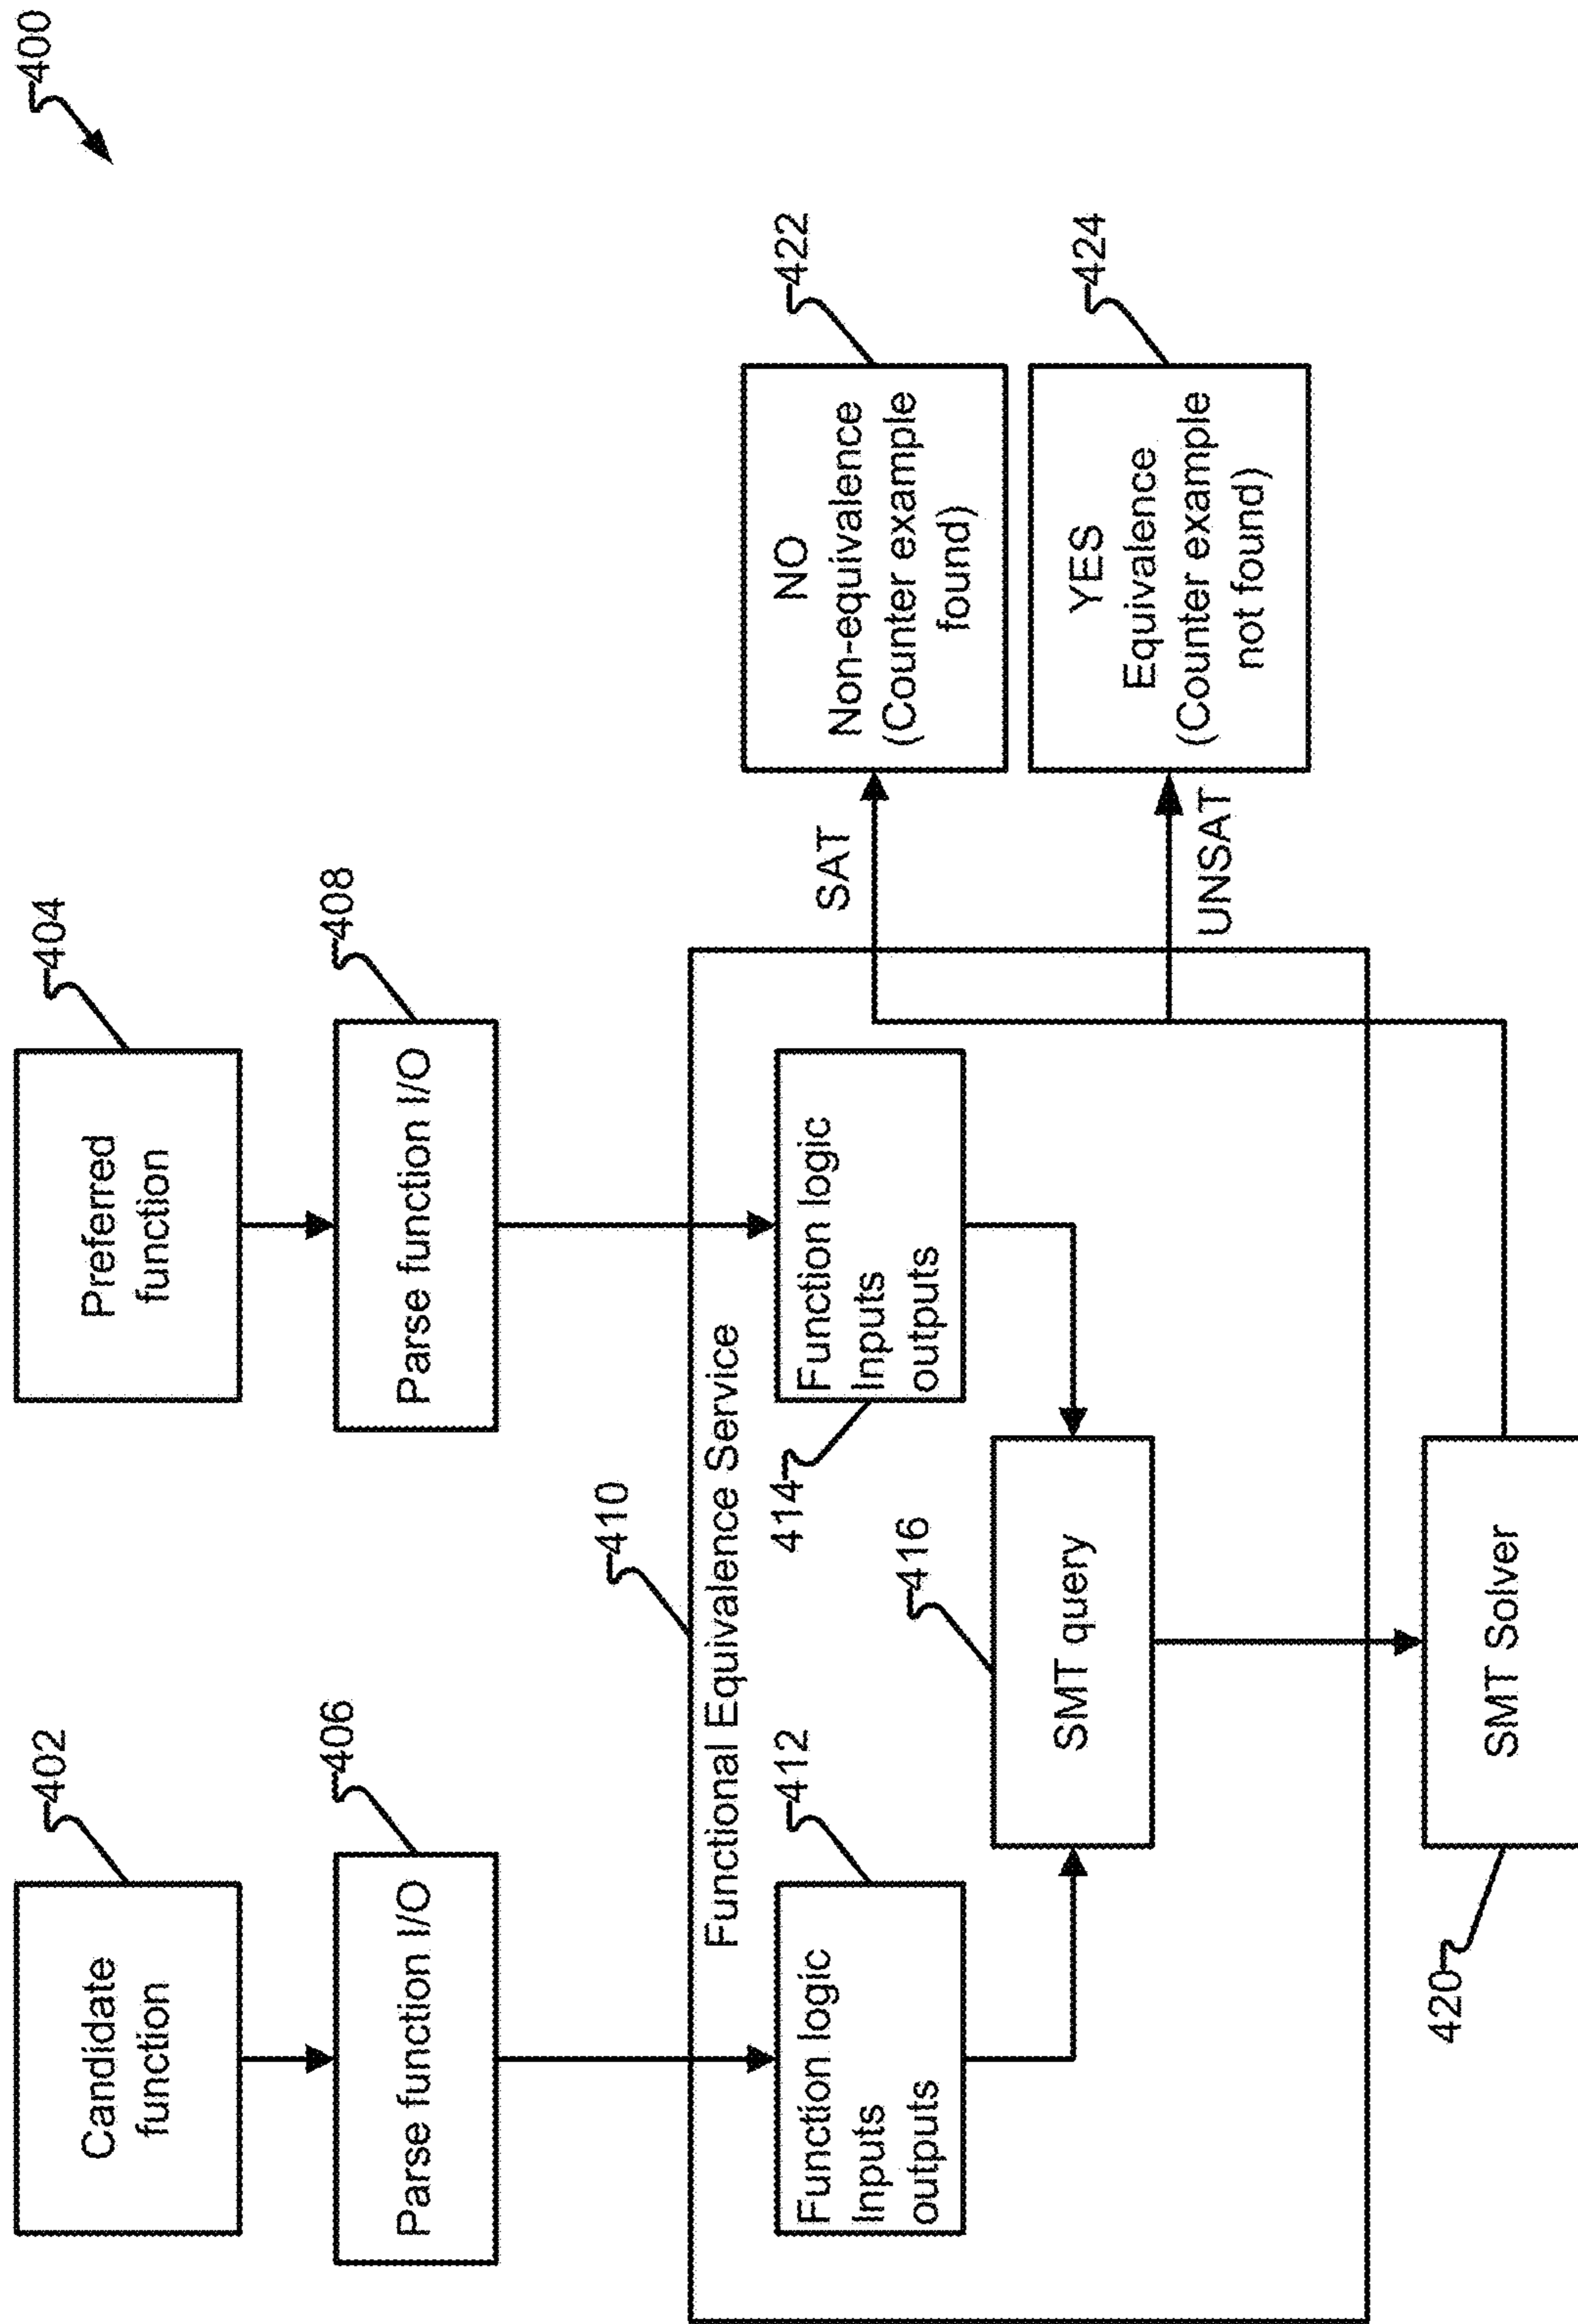 400
402
404
Candidate
function
Preferred
function
406
408
Parse function I/O
Parse function I/O
410
Functional Equivalence Service
412
Function logic
Inputs
outputs
414
Function logic
Inputs
outputs
416
SMT query
420
SMT Solver
SAT
UNSAT
422
NO
Non-equivalence
(Counter example
found)
424
YES
Equivalence
(Counter example
not found)